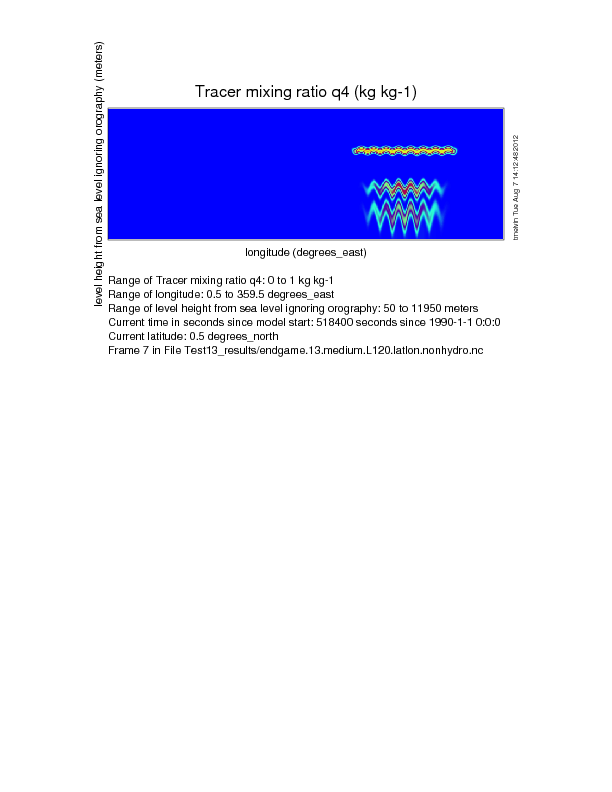 Tracer mixing ratio q4 (kg kg-1)
level height from sea level ignoring orography (meters)
tmelvin Tue Aug 7 14:12:48 2012
longitude (degrees_east)
Range of Tracer mixing ratio q4: 0 to 1 kg kg-1
Range of longitude: 0.5 to 359.5 degrees_east
Range of level height from sea level ignoring orography: 50 to 11950 meters
Current time in seconds since model start: 518400 seconds since 1990-1-1 0:0:0
Current latitude: 0.5 degrees_north
Frame 7 in File Test13_results/endgame.13.medium.L120.latlon.nonhydro.nc